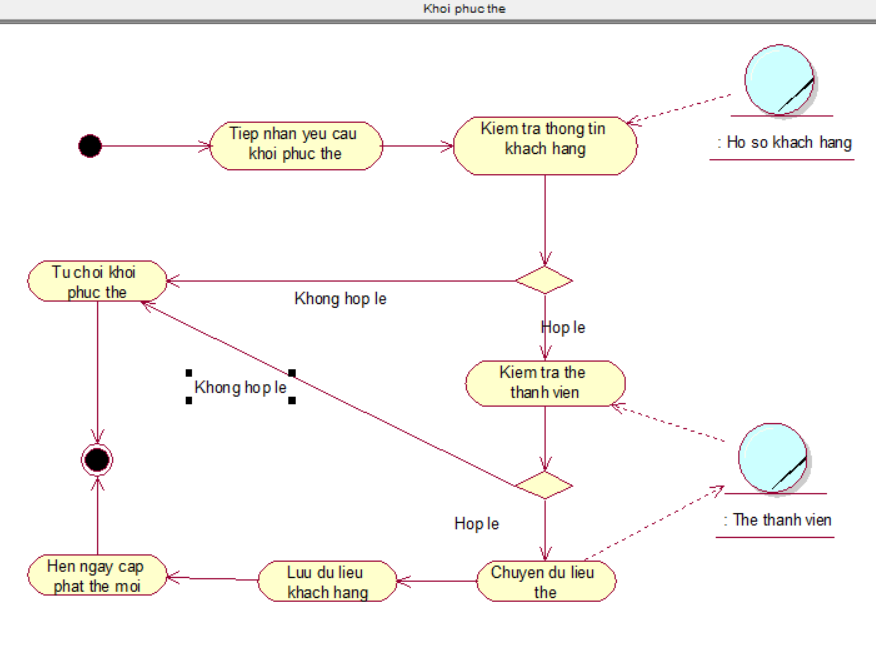 Khoi phuc the
Tiep nhan yeu cau
khoi phuc the
Kiem tra thong tin
khach hang
: Ho so khach hang
Tu choi khoi
phuc the
Khong hop le
Hop le
Kiem tra the
thanh vien
Khong hop le
Hop le
: The thanh vien
Hen ngay cap
phat the moi
Luu du lieu
khach hang
Chuyen du lieu
the